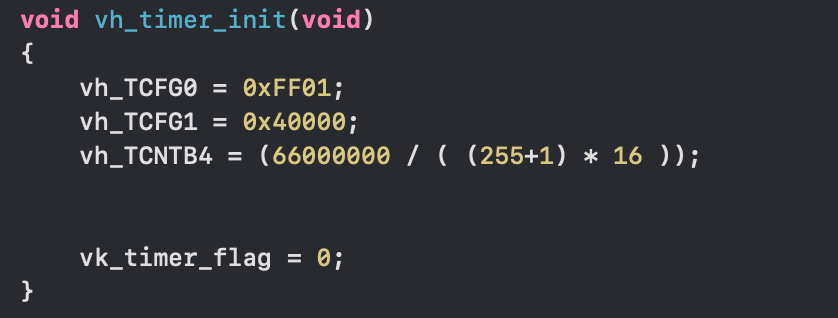 void vh_timer_init(void)
{
    vh_TCFG0 = 0xFF01;
    vh_TCFG1 = 0x40000;
    vh_TCNTB4 = (66000000 / ( (255+1) * 16 ));
    vk_timer_flag = 0;
}